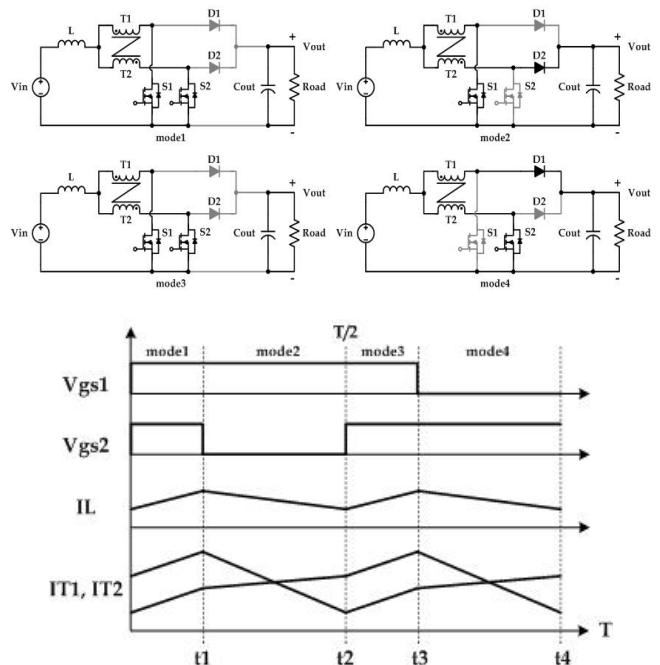 L
T1
T2
Vin
D1
D2
S1
S2
Cout
+
Vout
Road
-
mode1
L
T1
T2
Vin
D1
D2
S1
S2
Cout
+
Vout
Road
-
mode2
L
T1
T2
Vin
D1
D2
S1
S2
Cout
+
Vout
Road
-
mode3
L
T1
T2
Vin
D1
D2
S1
S2
Cout
+
Vout
Road
-
mode4
T/2
mode1 mode2 mode3 mode4
Vgs1
Vgs2
IL
IT1, IT2
T
t1 t2 t3 t4